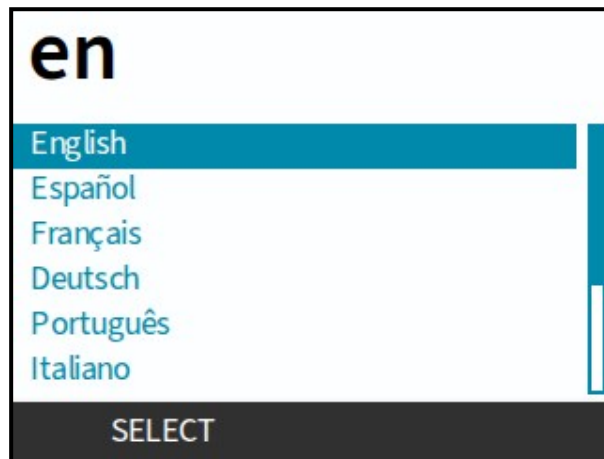 en
English
Español
Français
Deutsch
Português
Italiano
SELECT